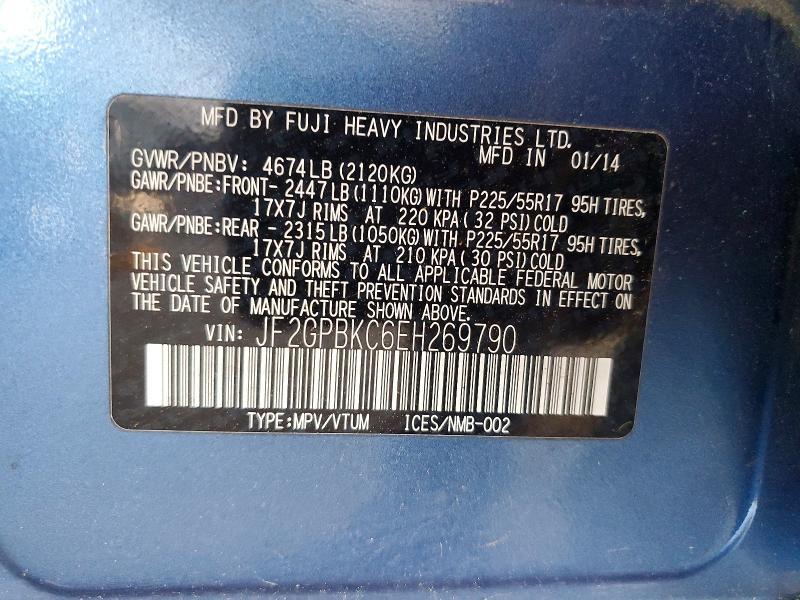 MFD BY FUJI HEAVY INDUSTRIES LTD.
MFD IN 01/14
GVWR/PNBV: 4674LB(2120KG)
GAWR/PNBE:FRONT- 2447LB(1110KG)WITH P225/55R17 95H TIRES,
17X7J RIMS AT 220 KPA( 32 PSI)COLD
GAWR/PNBE:REAR - 2315LB(1050KG)WITH P225/55R17 95H TIRES,
17X7J RIMS AT 210 KPA( 30 PSI)COLD
THIS VEHICLE CONFORMS TO ALL APPLICABLE FEDERAL MOTOR
VEHICLE SAFETY AND THEFT PREVENTION STANDARDS IN EFFECT ON
THE DATE OF MANUFACTURE SHOWN ABOVE.
VIN: JF2GPBKC6EH269790
TYPE:MPV/VTUM ICES/NMB-002